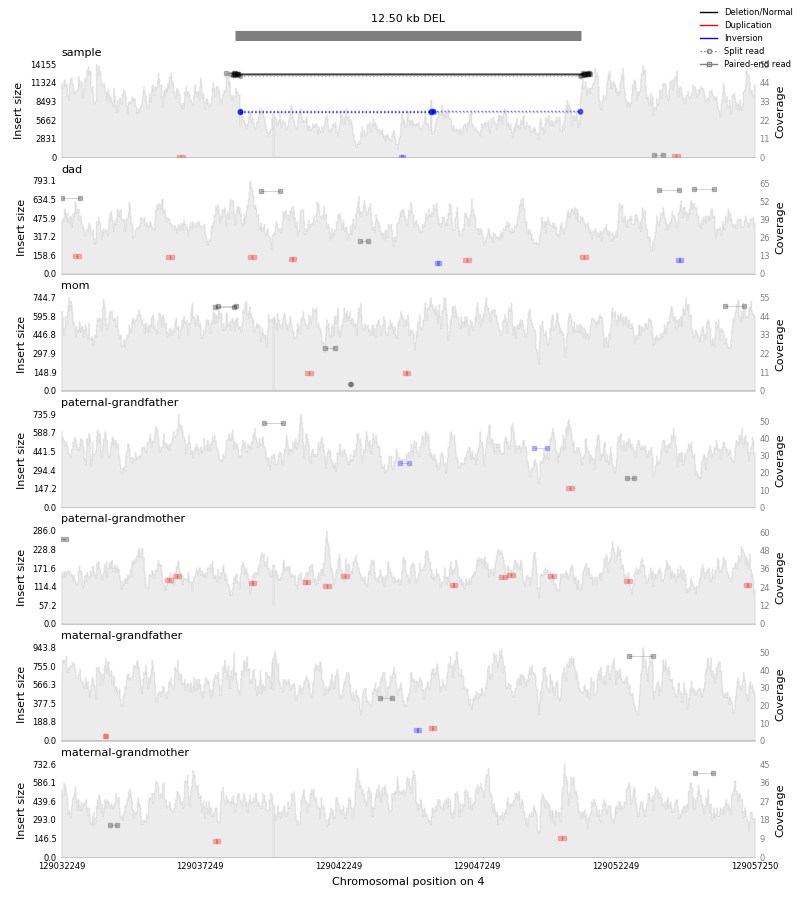 12.50 kb DEL
Deletion/Normal
Duplication
Inversion
Split read
Paired-end read
sample
14155
11324
8493
5662
2831
0
Insert size
44
33
22
11
0
Coverage
dad
793.1
634.5
475.9
317.2
158.6
0.0
Insert size
65
52
39
26
13
0
Coverage
mom
744.7
595.8
446.8
297.9
148.9
0.0
Insert size
55
44
33
22
11
0
Coverage
paternal-grandfather
735.9
588.7
441.5
294.4
147.2
0.0
Insert size
50
40
30
20
10
0
Coverage
paternal-grandmother
286.0
228.8
171.6
114.4
57.2
0.0
Insert size
60
48
36
24
12
0
Coverage
maternal-grandfather
943.8
755.0
566.3
377.5
188.8
0.0
Insert size
50
40
30
20
10
0
Coverage
maternal-grandmother
732.6
586.1
439.6
293.0
146.5
0.0
Insert size
45
36
27
18
9
0
Coverage
129032249 129037249 129042249 129047249 129052249 129057250
Chromosomal position on 4